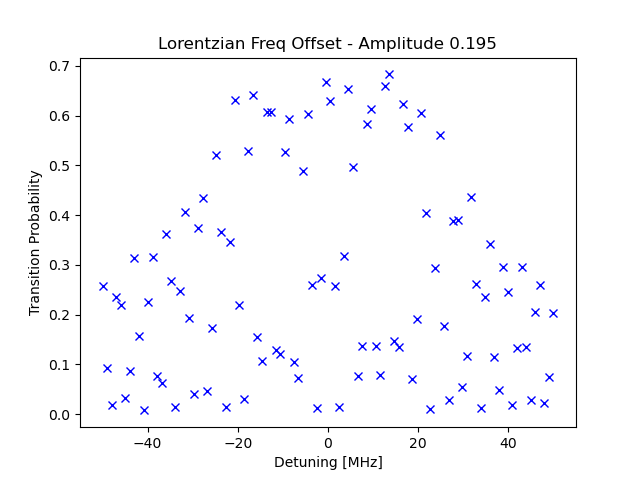 Lorentzian Freq Offset - Amplitude 0.195
0.7
0.6
0.5
0.4
0.3
0.2
0.1
0.0
Transition Probability
−40 −20 0 20 40
Detuning [MHz]